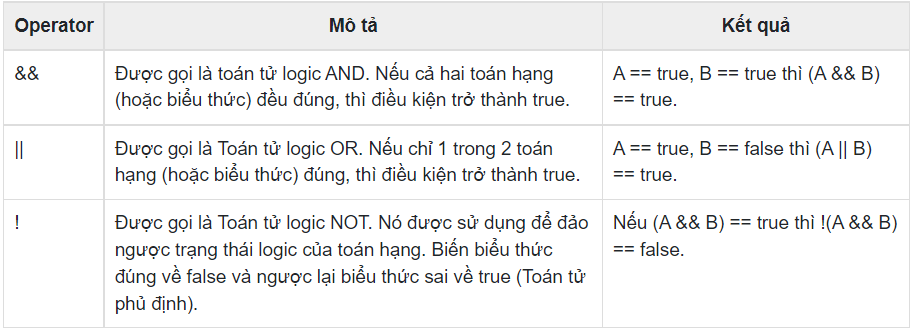 Operator Mô tả Kết quả
&& Được gọi là toán tử logic AND. Nếu cả hai toán hạng (hoặc biểu thức) đều đúng, thì điều kiện trở thành true. A == true, B == true thì (A && B) == true.
|| Được gọi là Toán tử logic OR. Nếu chỉ 1 trong 2 toán hạng (hoặc biểu thức) đúng, thì điều kiện trở thành true. A == true, B == false thì (A || B) == true.
! Được gọi là Toán tử logic NOT. Nó được sử dụng để đảo ngược trạng thái logic của toán hạng. Biến biểu thức đúng về false và ngược lại biểu thức sai về true (Toán tử phủ định). Nếu (A && B) == true thì !(A && B) == false.